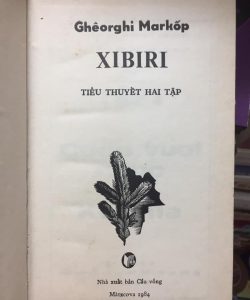 Ghêorghi Markốp
XIBIRI
TIỂU THUYẾT HAI TẬP
Nhà xuất bản Cầu vồng
Mátxcơva 1984